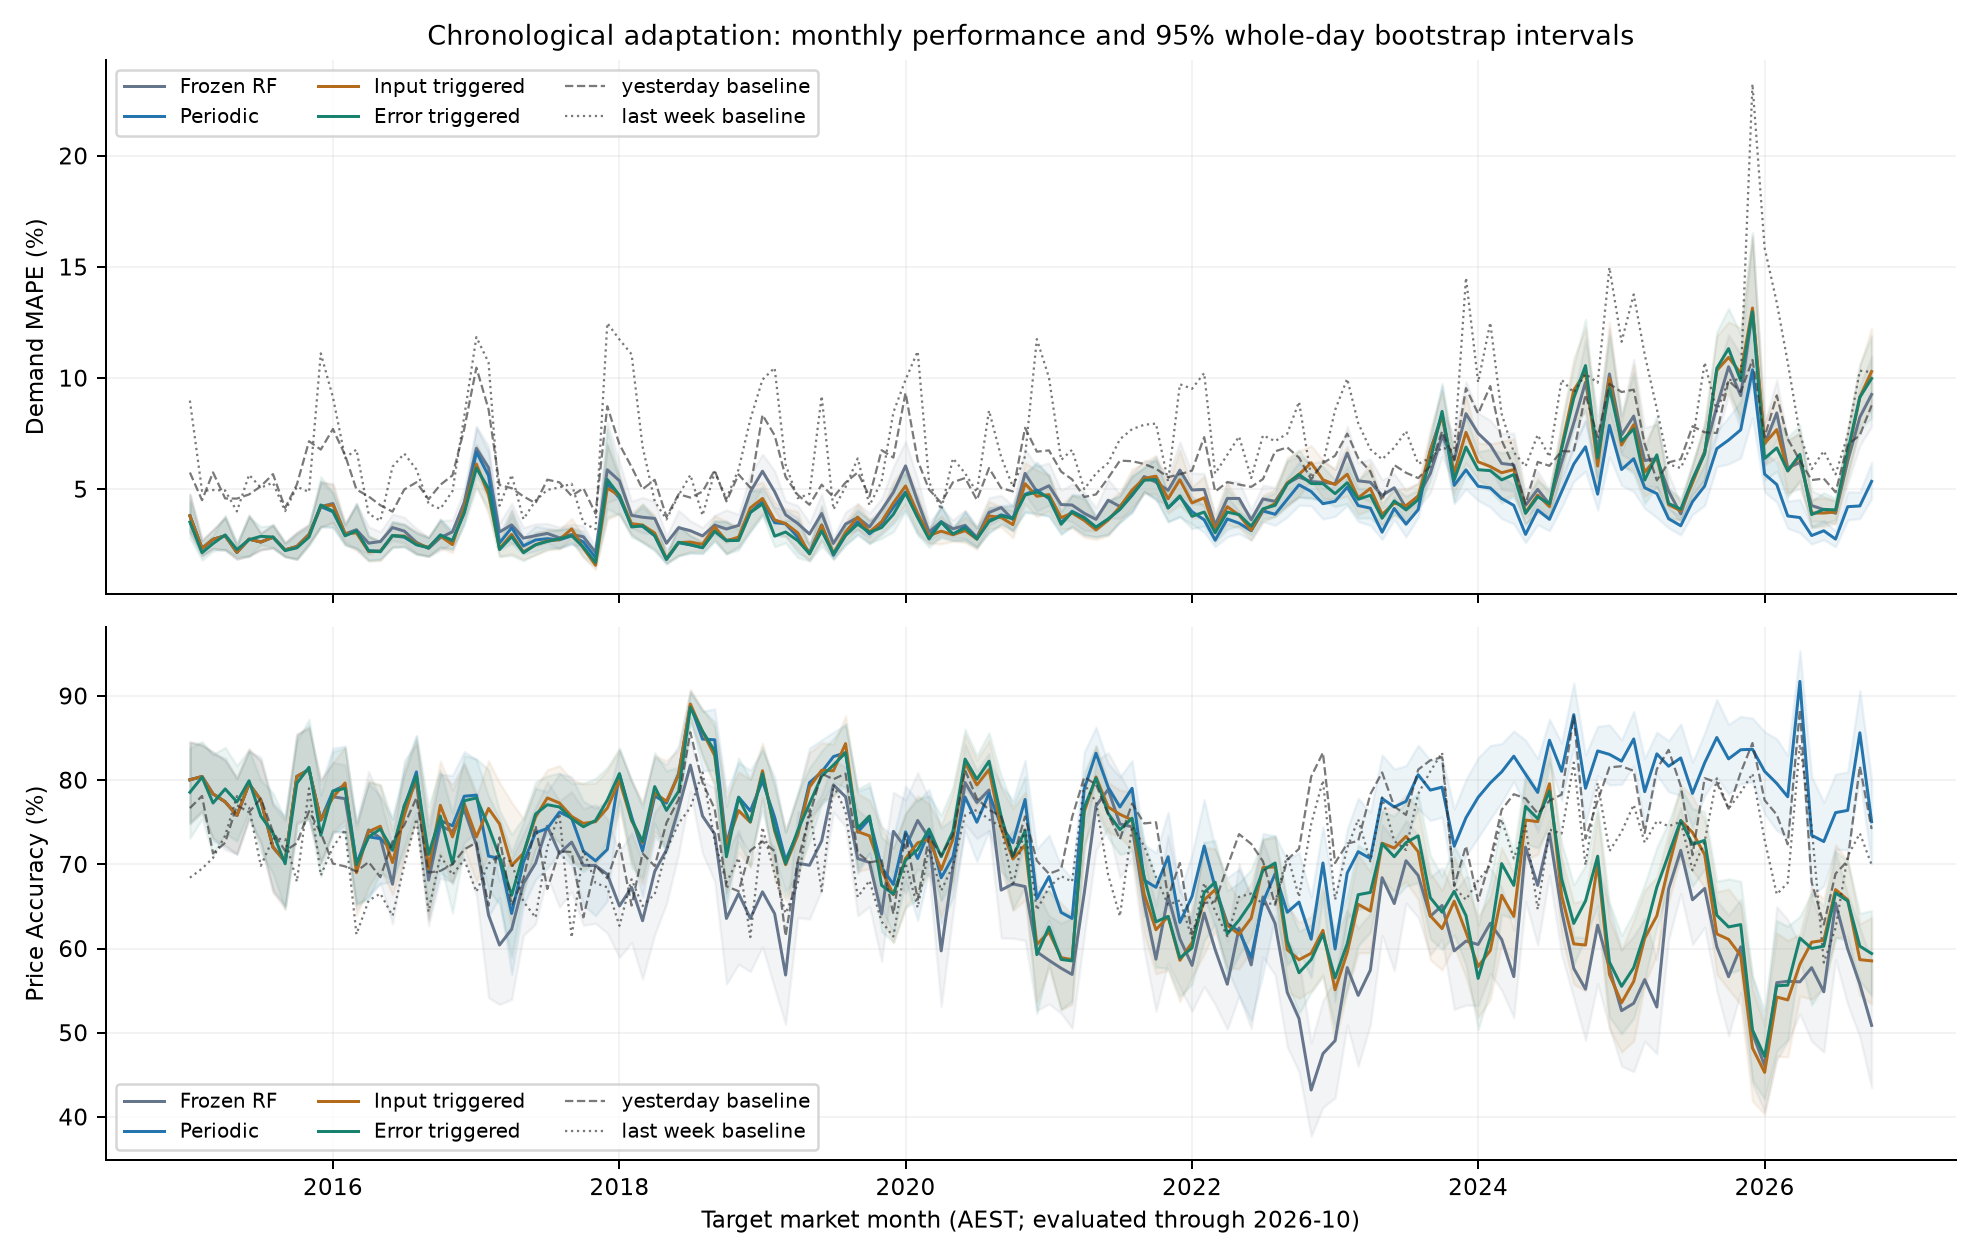 Chronological adaptation: monthly performance and 95% whole-day bootstrap intervals
Frozen RF Input triggered yesterday baseline
Periodic Error triggered last week baseline
Demand MAPE (%)
20
15
10
5
90
80
70
60
50
40
Price Accuracy (%)
Frozen RF Input triggered yesterday baseline
Periodic Error triggered last week baseline
2016 2018 2020 2022 2024 2026
Target market month (AEST; evaluated through 2026-10)